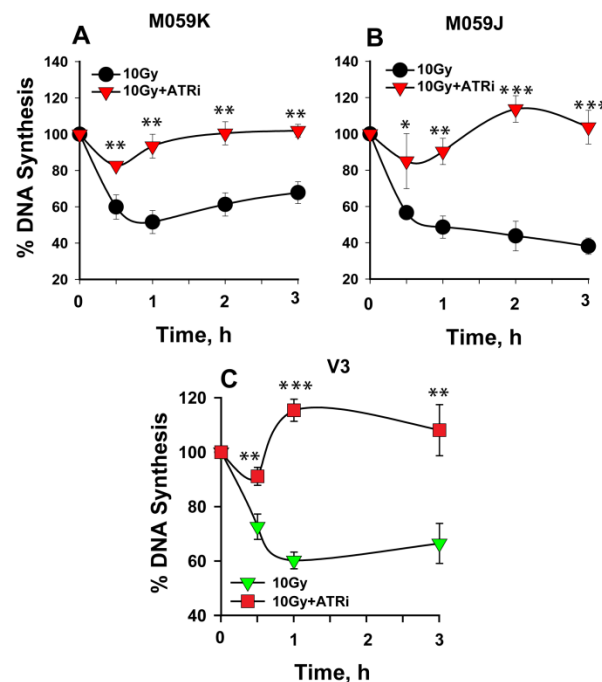 M059K
A
10Gy
10Gy+ATRi
140
120
100
80
60
40
20
** ** ** **
0 1 2 3
% DNA Synthesis
Time, h
M059J
B
10Gy
10Gy+ATRi
140
120
100
80
60
40
20
* ** *** ***
0 1 2 3
Time, h
V3
C
120
100
80
60
40
** *** **
10Gy
10Gy+ATRi
0 1 2 3
% DNA Synthesis
Time, h